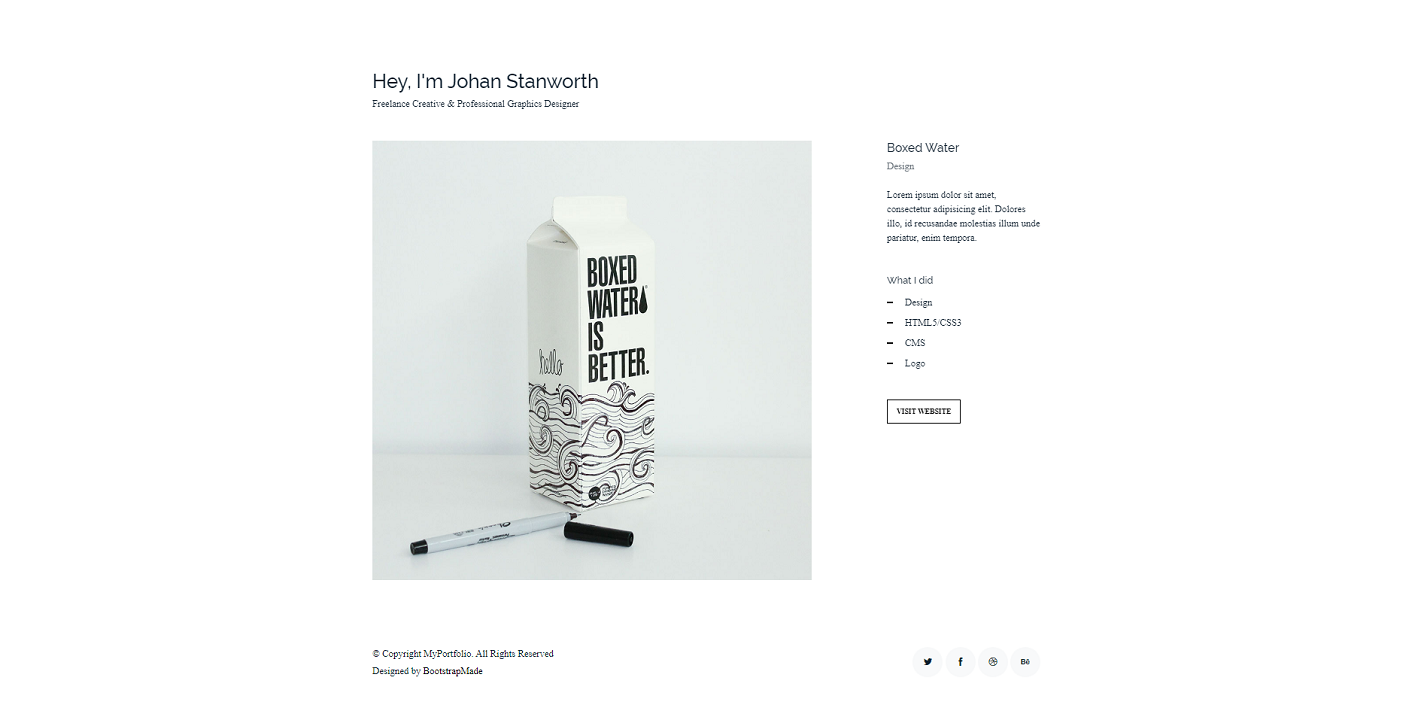 Hey, I'm Johan Stanworth
Freelance Creative & Professional Graphics Designer
BOXED
WATER
IS
BETTER.
hello
Boxed Water
Design
Lorem ipsum dolor sit amet,
consectetur adipisicing elit. Dolores
illo, id recusandae molestias illum unde
pariatur, enim tempora.
What I did
Design
HTML5/CSS3
CMS
Logo
VISIT WEBSITE
© Copyright MyPortfolio. All Rights Reserved
Designed by BootstrapMade
Bē